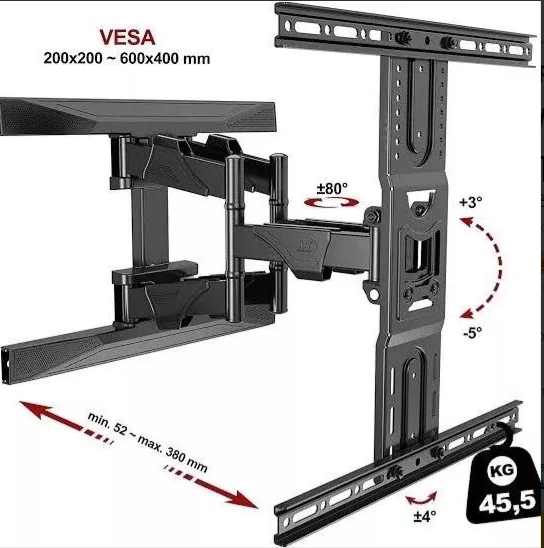 VESA
200x200 ~ 600x400 mm
±80°
+3°
-5°
min. 52 ~ max. 380 mm
KG
45,5
±4°